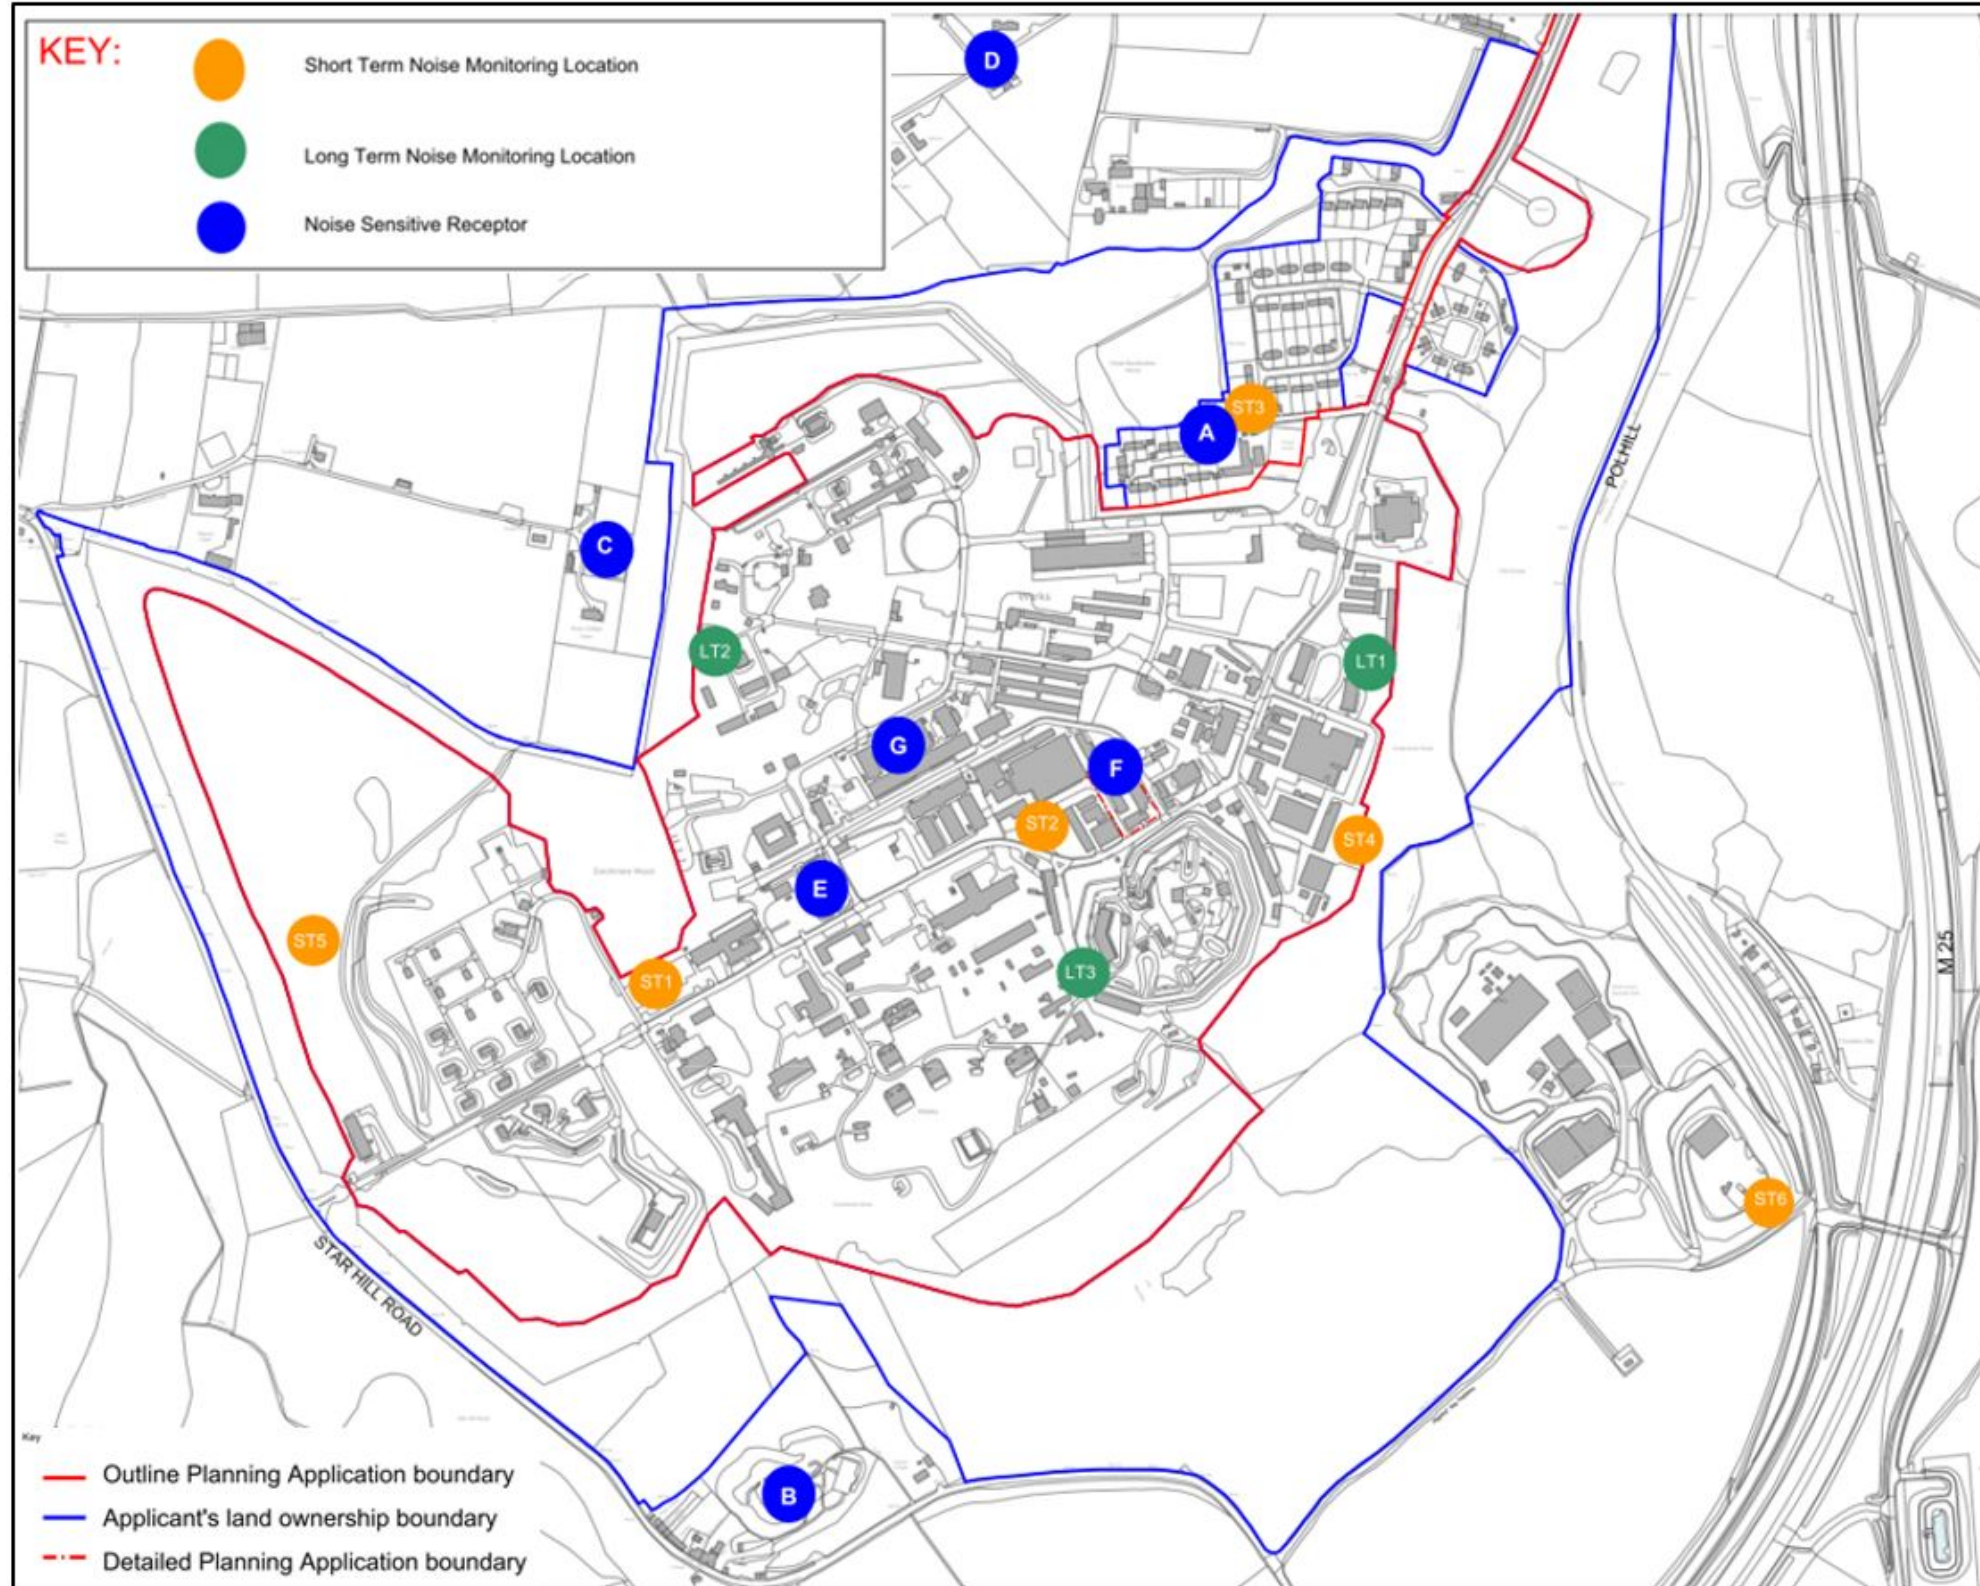 KEY:
Short Term Noise Monitoring Location
Long Term Noise Monitoring Location
Noise Sensitive Receptor
D
ST3
A
POLHILL
C
LT2
LT1
Works
G
F
ST2
ST4
E
ST5
M 25
LT3
ST1
ST6
STAR HILL ROAD
B
Key
Outline Planning Application boundary
Applicant's land ownership boundary
Detailed Planning Application boundary